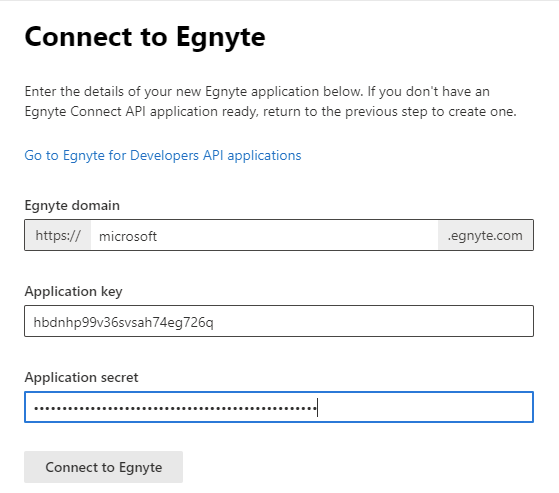 Connect to Egnyte
Enter the details of your new Egnyte application below. If you don't have an
Egnyte Connect API application ready, return to the previous step to create one.
Go to Egnyte for Developers API applications
Egnyte domain
https:// microsoft .egnyte.com
Application key
hbdnhp99v36svsah74eg726q
Application secret
••••••••••••••••••••••••••••••••••••••••••••••••••
Connect to Egnyte